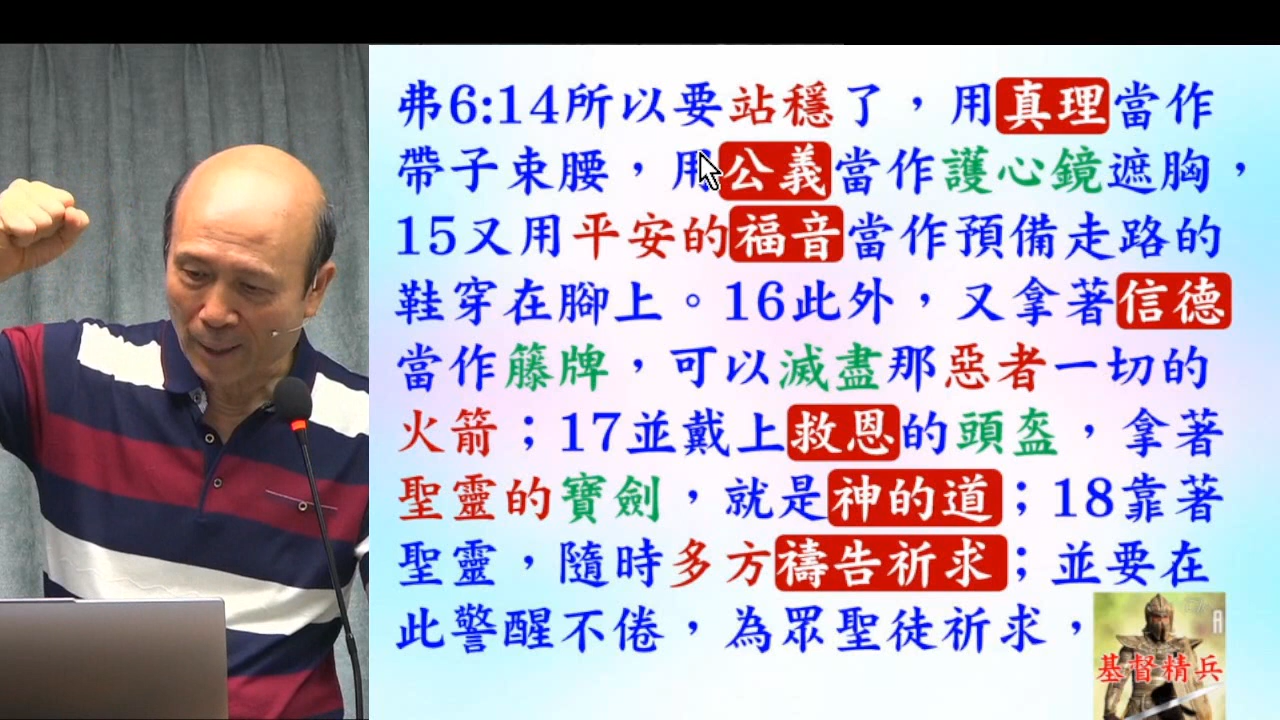 弗6:14所以要站穩了，用真理當作
帶子束腰，用公義當作護心鏡遮胸，
15又用平安的福音當作預備走路的
鞋穿在腳上。16此外，又拿著信德
當作籐牌，可以滅盡那惡者一切的
火箭；17並戴上救恩的頭盔，拿著
聖靈的寶劍，就是神的道；18靠著
聖靈，隨時多方禱告祈求；並要在
此警醒不倦，為眾聖徒祈求，
基督精兵